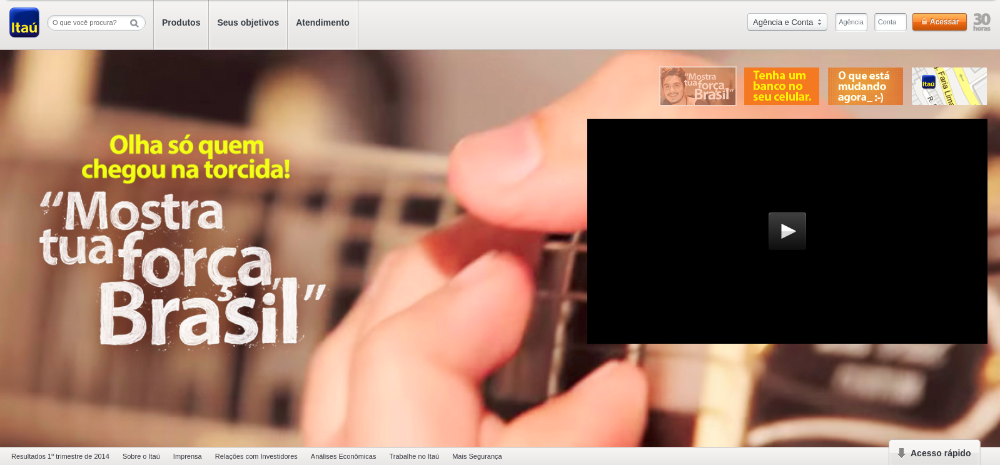 Itaú
O que você procura?
Produtos
Seus objetivos
Atendimento
Agência e Conta
Agência
Conta
Acessar
30
horas
"Mostra
tua
força,
Brasil"
Tenha um
banco no
seu celular.
O que está
mudando
agora_ :-)
Itaú
. Faria Lima
R.
Olha só quem
chegou na torcida!
"Mostra
tua
força,
Brasil"
Resultados 1º trimestre de 2014
Sobre o Itaú
Imprensa
Relações com Investidores
Análises Econômicas
Trabalhe no Itaú
Mais Segurança
Acesso rápido